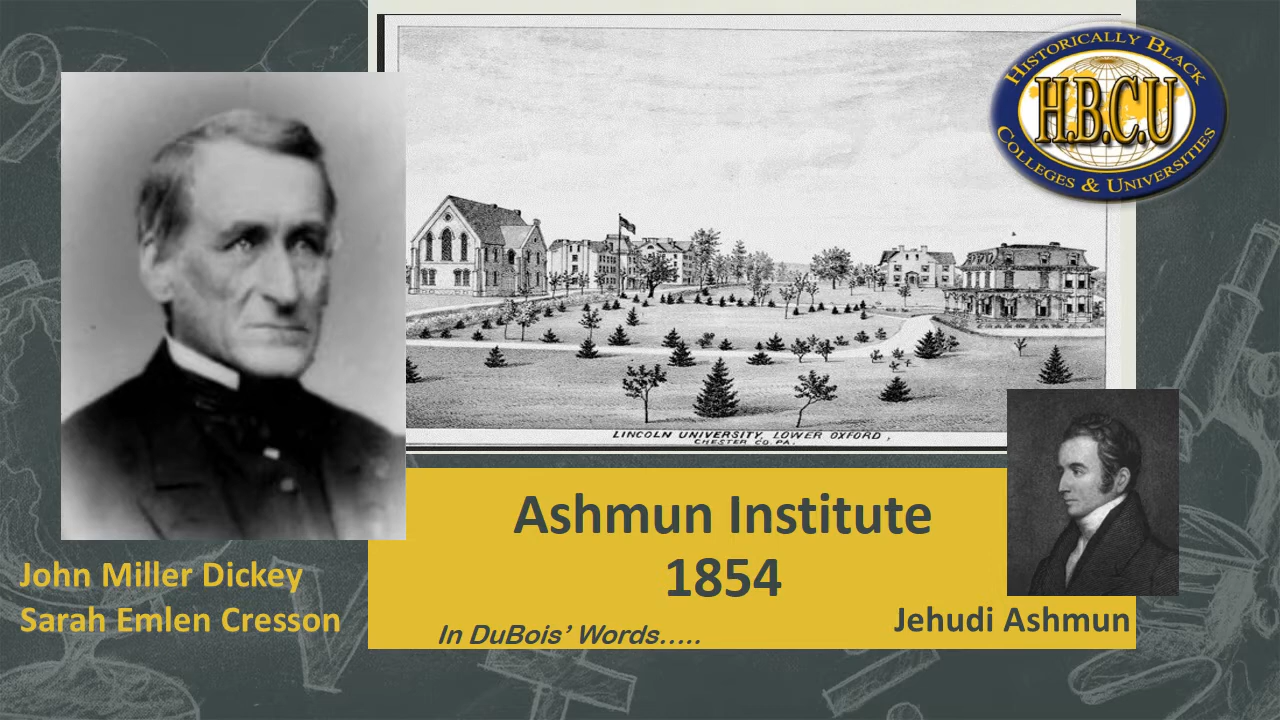 HISTORICALLY BLACK
H.B.C.U
COLLEGES & UNIVERSITIES
LINCOLN UNIVERSITY, LOWER OXFORD,
CHESTER CO. PA.
Ashmun Institute
1854
John Miller Dickey
Sarah Emlen Cresson
Jehudi Ashmun
In DuBois’ Words.....